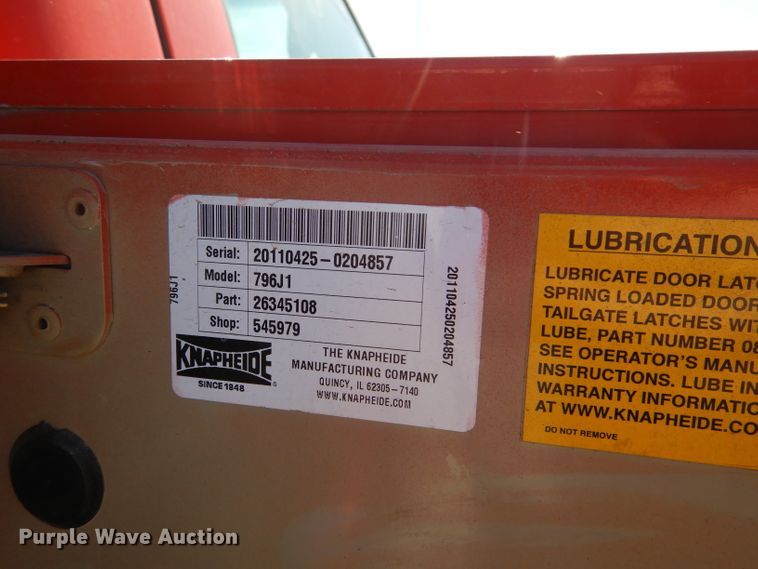 Serial: 20110425-0204857
Model: 796J1
Part: 26345108
Shop: 545979
796J1
201104250204857
KNAPHEIDE
SINCE 1848
THE KNAPHEIDE
MANUFACTURING COMPANY
QUINCY, IL 62305-7140
WWW.KNAPHEIDE.COM
LUBRICATION
LUBRICATE DOOR LATC
SPRING LOADED DOOR
TAILGATE LATCHES WIT
LUBE, PART NUMBER 08
SEE OPERATOR'S MANU
INSTRUCTIONS. LUBE IN
WARRANTY INFORMATIO
AT WWW.KNAPHEIDE.CO
DO NOT REMOVE
Purple Wave Auction